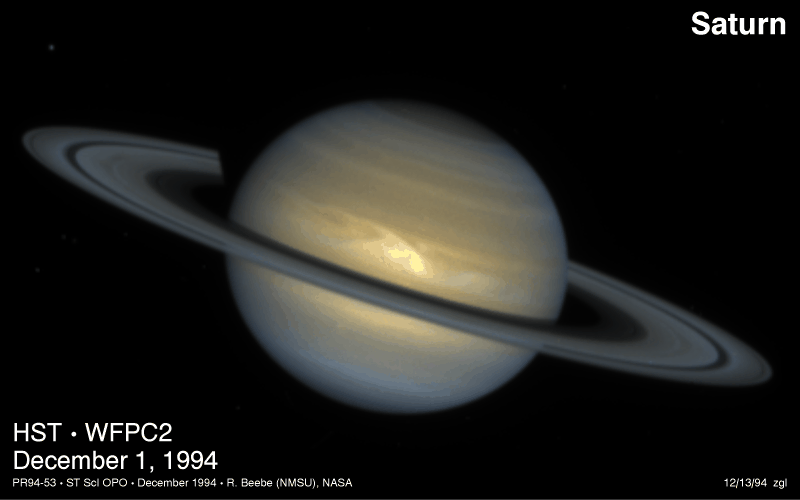 Saturn
HST • WFPC2
December 1, 1994
PR94-53 • ST ScI OPO • December 1994 • R. Beebe (NMSU), NASA
12/13/94 zgl